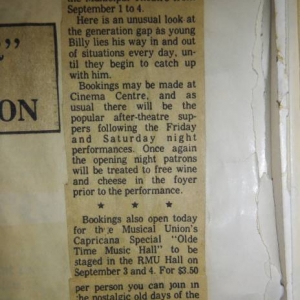 September 1 to 4.
Here is an unusual look at
the generation gap as young
Billy lies his way in and out
of situations every day, un-
til they begin to catch up
with him.
Bookings may be made at
Cinema Centre, and as
usual there will be the
popular after-theatre sup-
pers following the Friday
and Saturday night
performances. Once again
the opening night patrons
will be treated to free wine
and cheese in the foyer
prior to the performance.
* * *
Bookings also open today
for the Musical Union's
Capricana Special "Olde
Time Music Hall" to be
staged in the RMU Hall on
September 3 and 4. For $3.50
per person you can join in
the nostalgic old days of the
"
ON